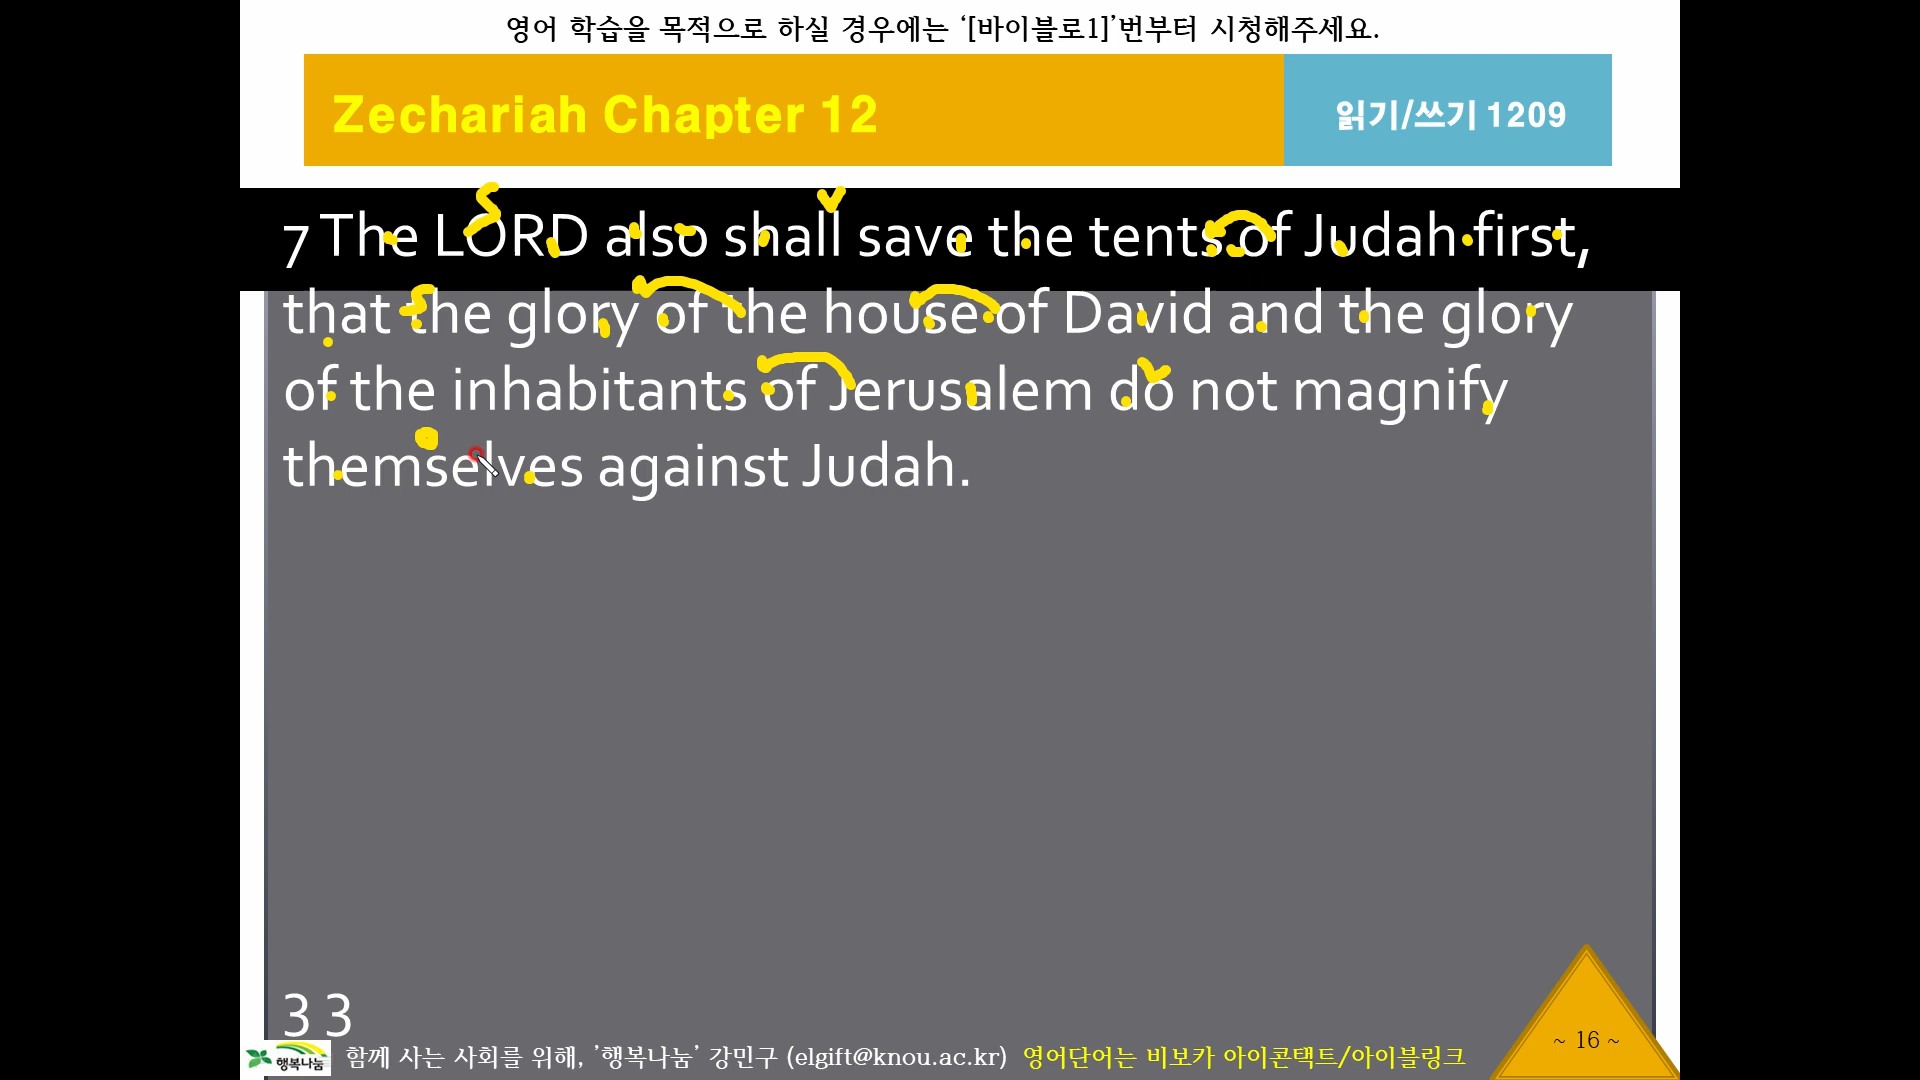 영어 학습을 목적으로 하실 경우에는 ‘[바이블로1]’번부터 시청해주세요.
Zechariah Chapter 12
읽기/쓰기 1209
7 The LORD also shall save the tents of Judah first,
that the glory of the house of David and the glory
of the inhabitants of Jerusalem do not magnify
themselves against Judah.
3 3
행복나눔
함께 사는 사회를 위해, ’행복나눔’ 강민구 (elgift@knou.ac.kr) 영어단어는 비보카 아이콘택트/아이블링크
~ 16 ~